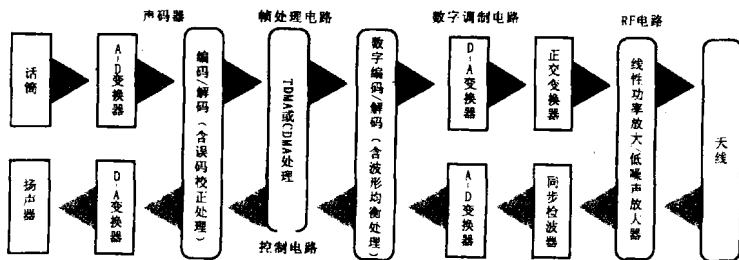 声码器
帧处理电路
数字调制电路
RF电路
话筒
A-D变换器
编码/解码(含误码校正处理)
TDMA或CDMA处理
数字编码/解码(含波形均衡处理)
D-A变换器
正交变换器
线性功率放大/低噪声放大器
天线
扬声器
D-A变换器
A-D变换器
同步检波器
控制电路